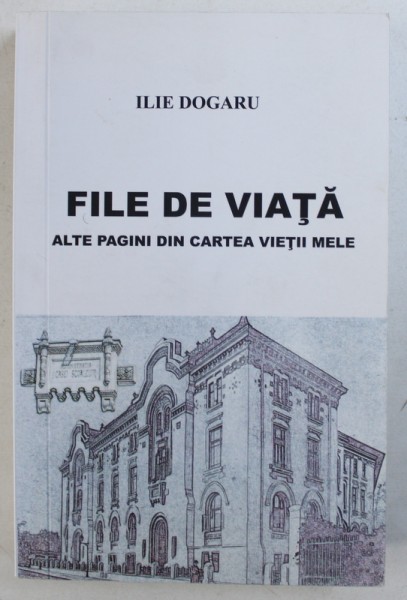 ILIE DOGARU
FILE DE VIAŢĂ
ALTE PAGINI DIN CARTEA VIEŢII MELE